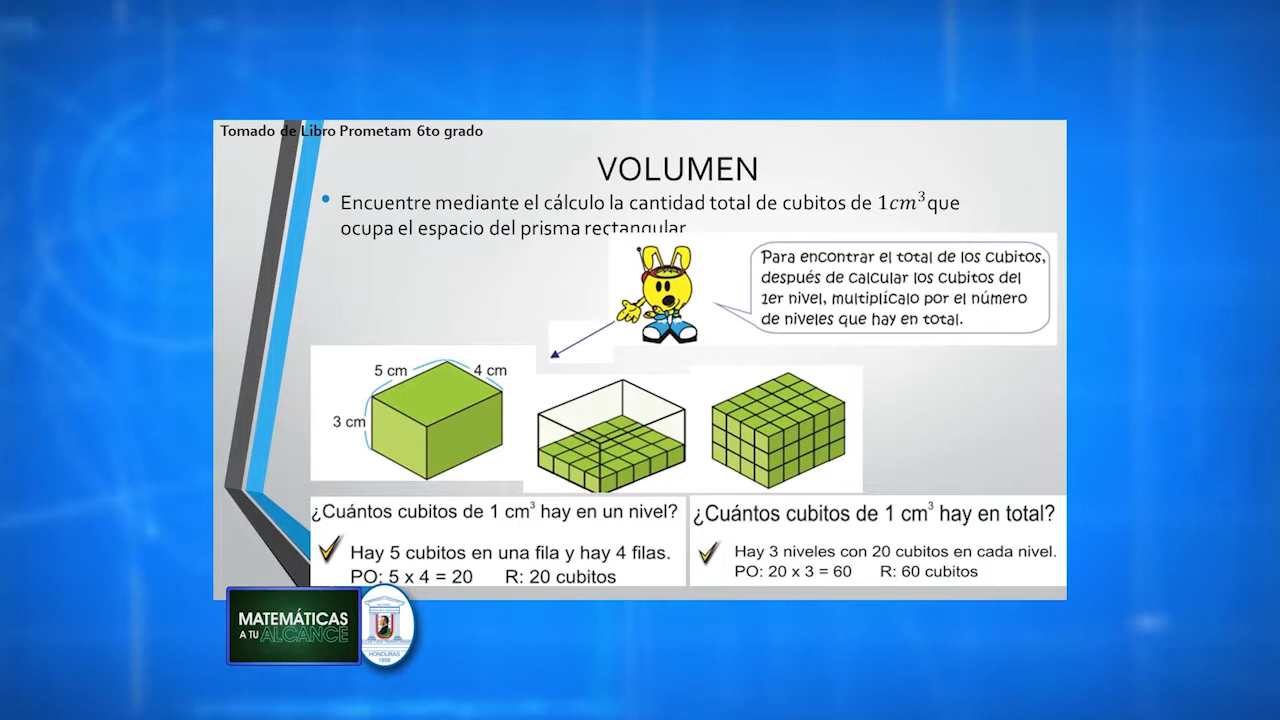 Tomado de Libro Prometam 6to grado
VOLUMEN
• Encuentre mediante el cálculo la cantidad total de cubitos de 1cm³ que
ocupa el espacio del prisma rectangular
Para encontrar el total de los cubitos,
después de calcular los cubitos del
1er nivel, multiplícalo por el número
de niveles que hay en total.
5 cm
4 cm
3 cm
¿Cuántos cubitos de 1 cm³ hay en un nivel?
Hay 5 cubitos en una fila y hay 4 filas.
PO: 5 x 4 = 20 R: 20 cubitos
¿Cuántos cubitos de 1 cm³ hay en total?
Hay 3 niveles con 20 cubitos en cada nivel.
PO: 20 x 3 = 60 R: 60 cubitos
MATEMÁTICAS
A TU ALCANCE
HONDURAS
1956